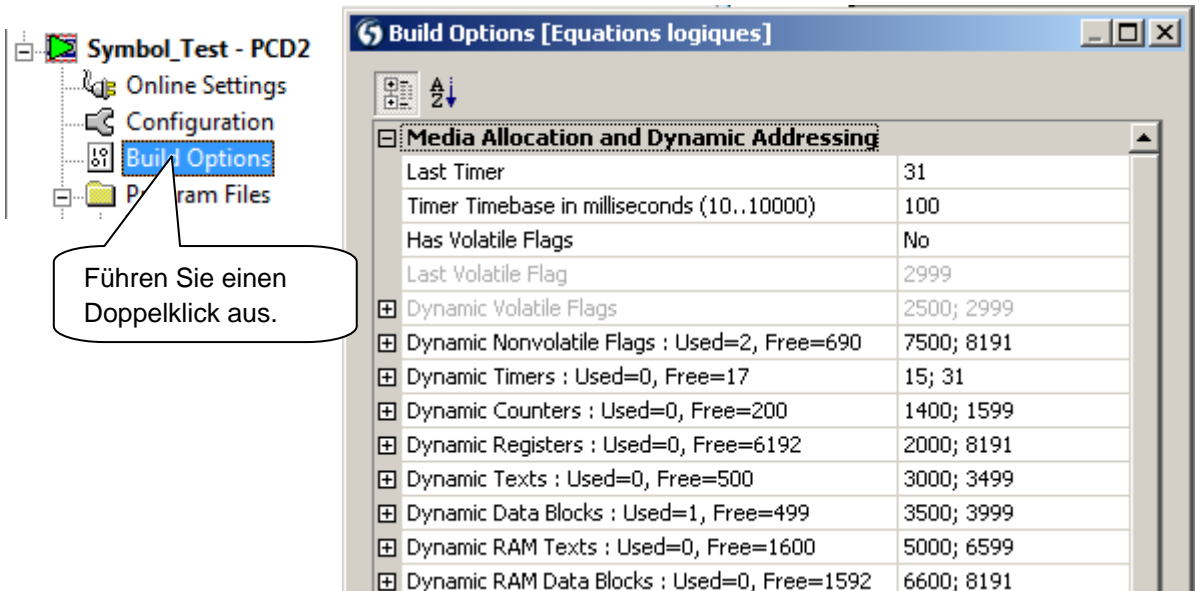 Symbol_Test - PCD2
Online Settings
Configuration
Build Options
Program Files
Führen Sie einen
Doppelklick aus.
Build Options [Equations logiques]
Media Allocation and Dynamic Addressing
Last Timer 31
Timer Timebase in milliseconds (10..10000) 100
Has Volatile Flags No
Last Volatile Flag 2999
Dynamic Volatile Flags 2500; 2999
Dynamic Nonvolatile Flags : Used=2, Free=690 7500; 8191
Dynamic Timers : Used=0, Free=17 15; 31
Dynamic Counters : Used=0, Free=200 1400; 1599
Dynamic Registers : Used=0, Free=6192 2000; 8191
Dynamic Texts : Used=0, Free=500 3000; 3499
Dynamic Data Blocks : Used=1, Free=499 3500; 3999
Dynamic RAM Texts : Used=0, Free=1600 5000; 6599
Dynamic RAM Data Blocks : Used=0, Free=1592 6600; 8191